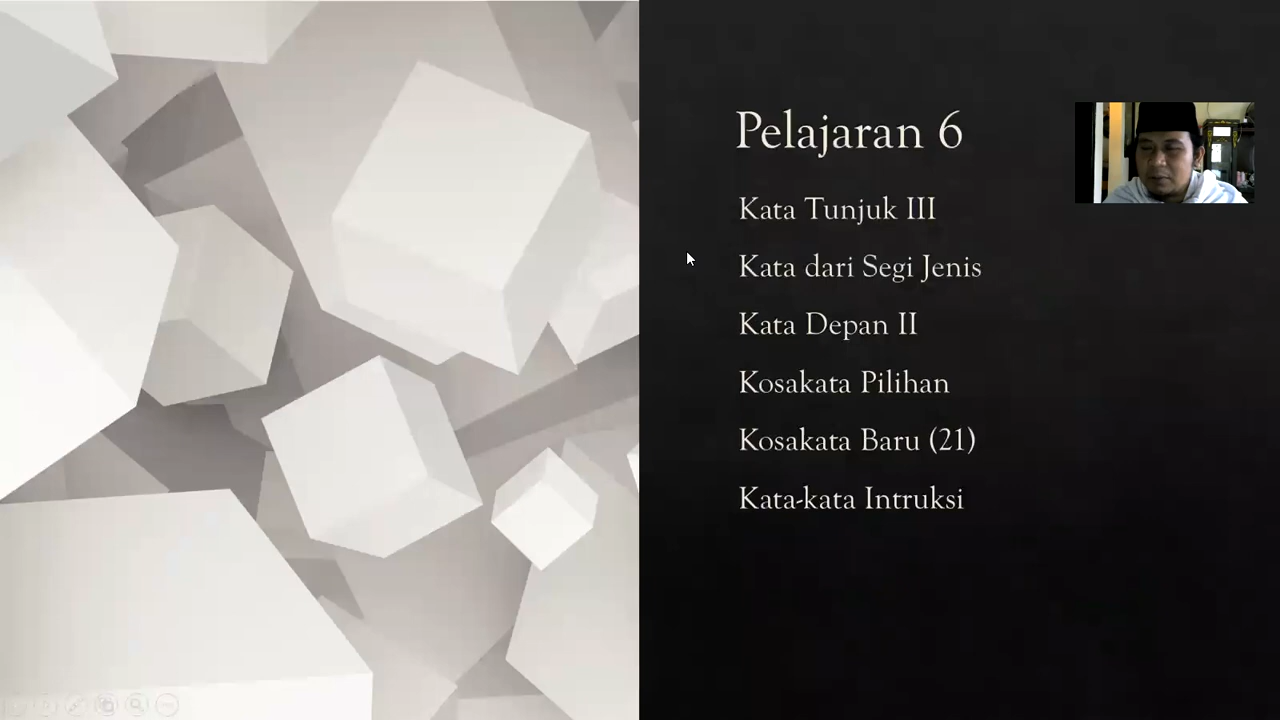 Pelajaran 6
Kata Tunjuk III
Kata dari Segi Jenis
Kata Depan II
Kosakata Pilihan
Kosakata Baru (21)
Kata-kata Intruksi